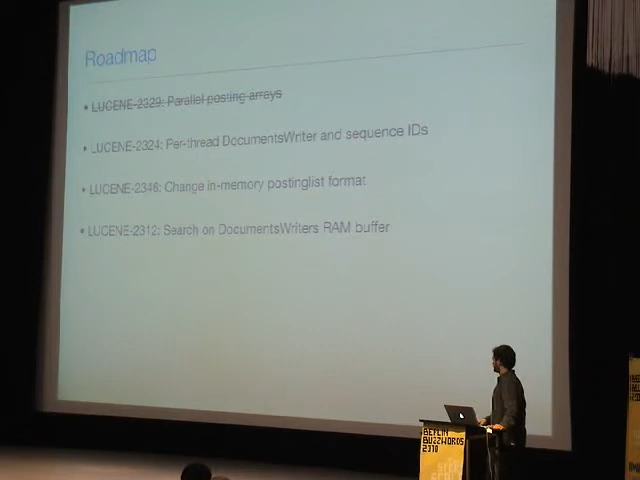 Roadmap
• LUCENE-2329: Parallel posting arrays
• LUCENE-2324: Per-thread DocumentsWriter and sequence IDs
• LUCENE-2346: Change in-memory postinglist format
• LUCENE-2312: Search on DocumentsWriters RAM buffer
BERLIN
BUZZWORDS
2010